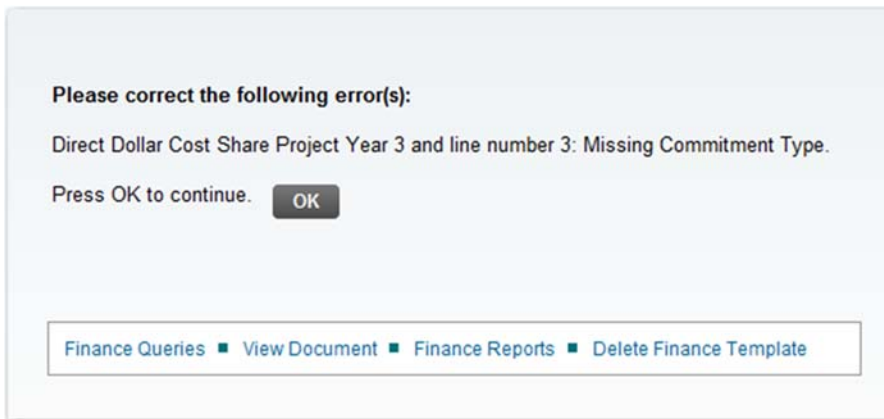 Please correct the following error(s):
Direct Dollar Cost Share Project Year 3 and line number 3: Missing Commitment Type.
Press OK to continue. OK
Finance Queries ■ View Document ■ Finance Reports ■ Delete Finance Template